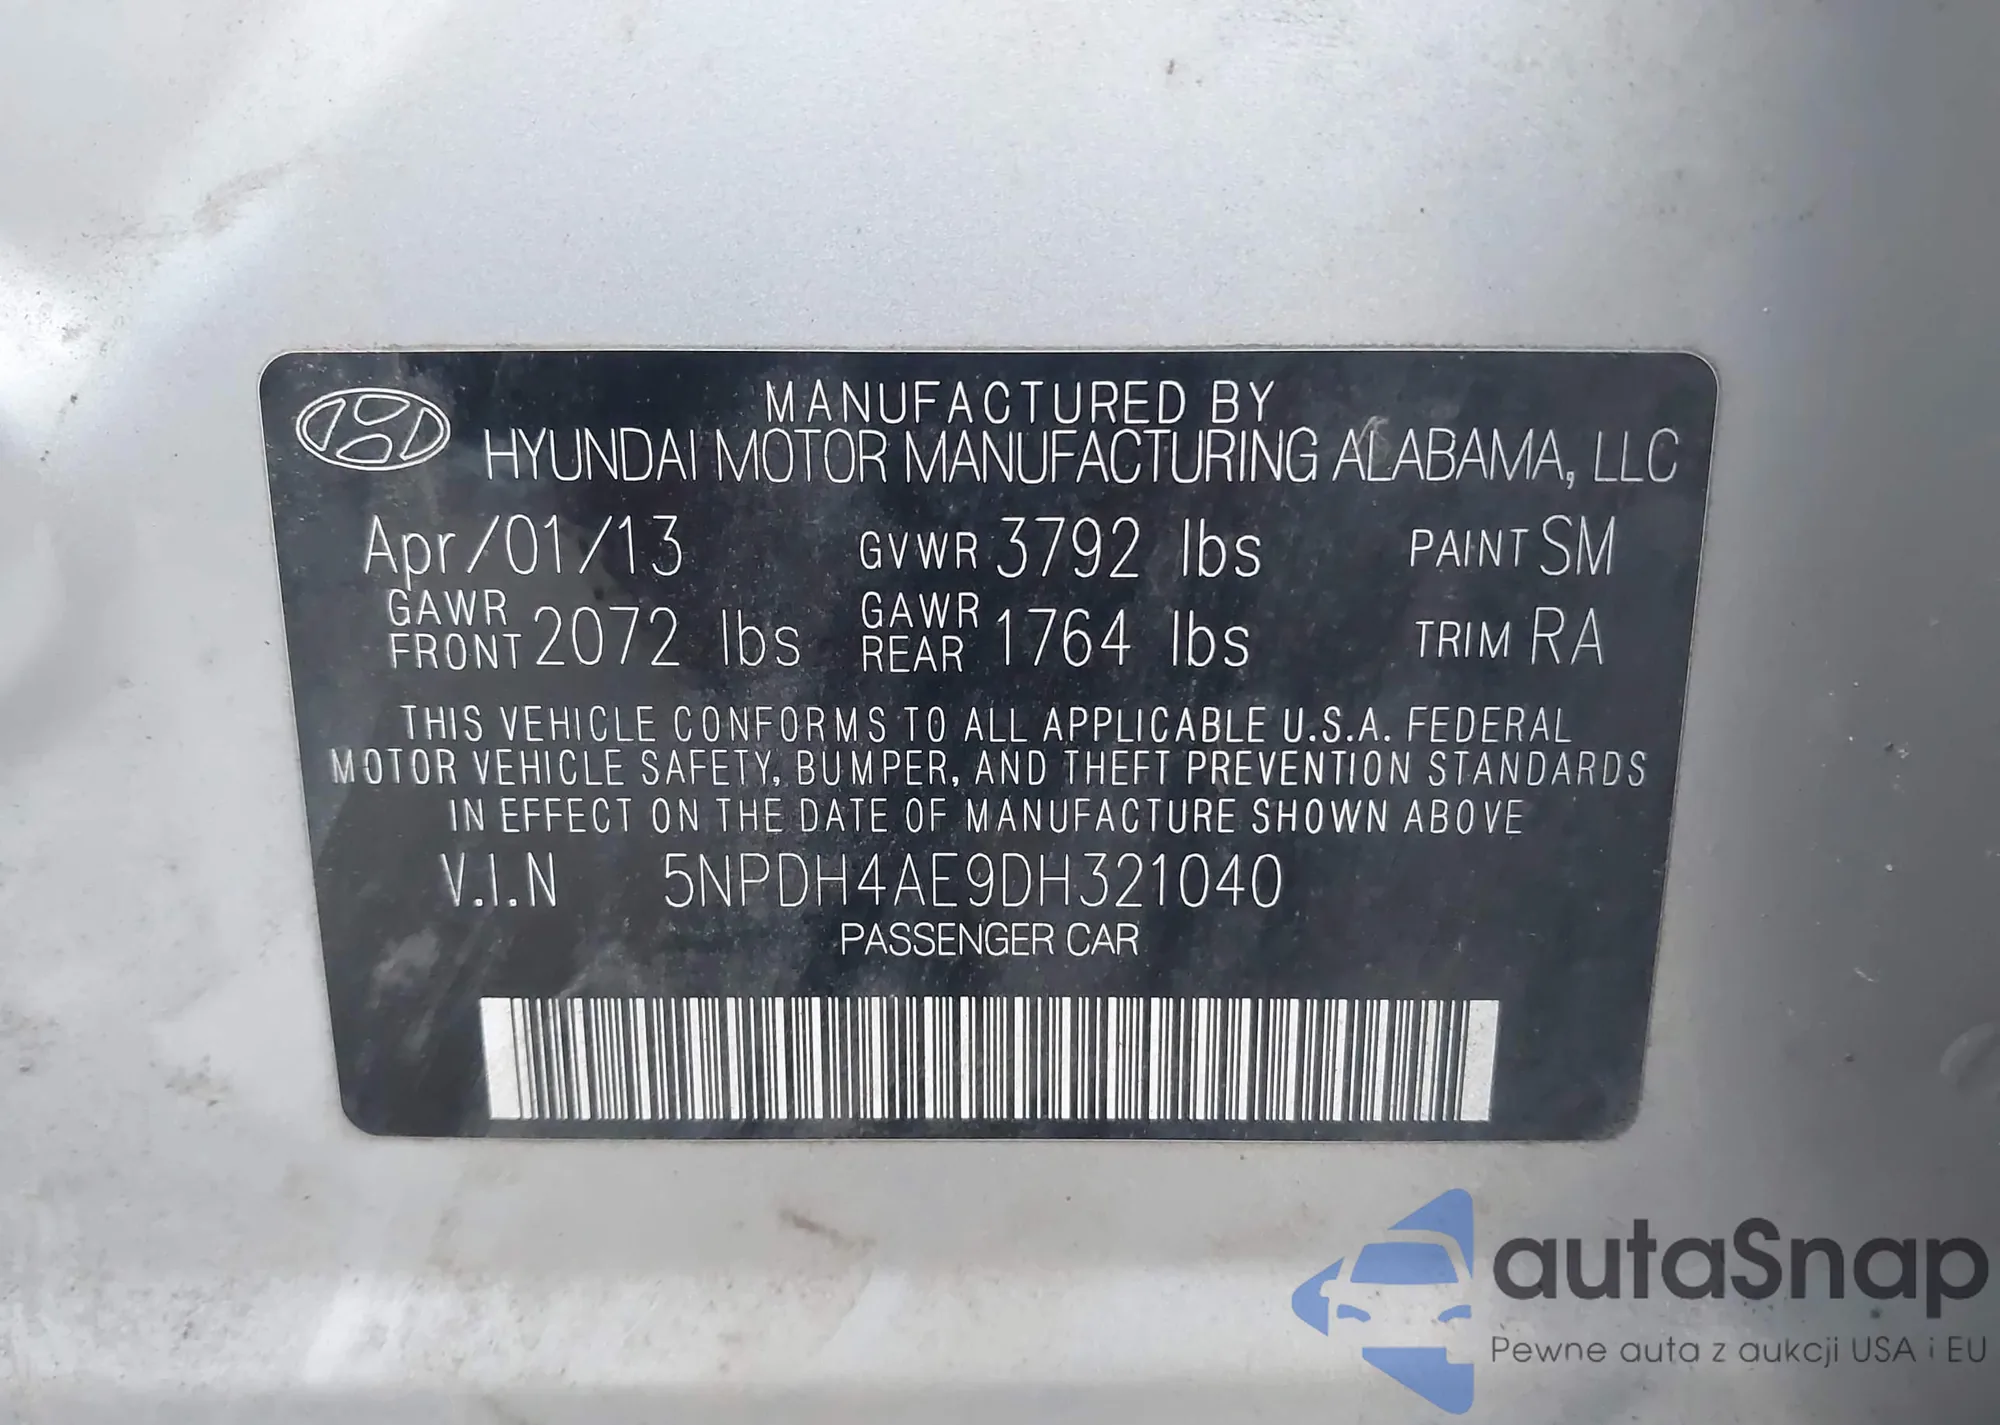 MANUFACTURED BY
HYUNDAI MOTOR MANUFACTURING ALABAMA, LLC
Apr/01/13 GVWR 3792 lbs PAINT SM
GAWR FRONT 2072 lbs GAWR REAR 1764 lbs TRIM RA
THIS VEHICLE CONFORMS TO ALL APPLICABLE U.S.A. FEDERAL
MOTOR VEHICLE SAFETY, BUMPER, AND THEFT PREVENTION STANDARDS
IN EFFECT ON THE DATE OF MANUFACTURE SHOWN ABOVE
V.I.N 5NPDH4AE9DH321040
PASSENGER CAR
autaSnap
Pewne auta z aukcji USA i EU